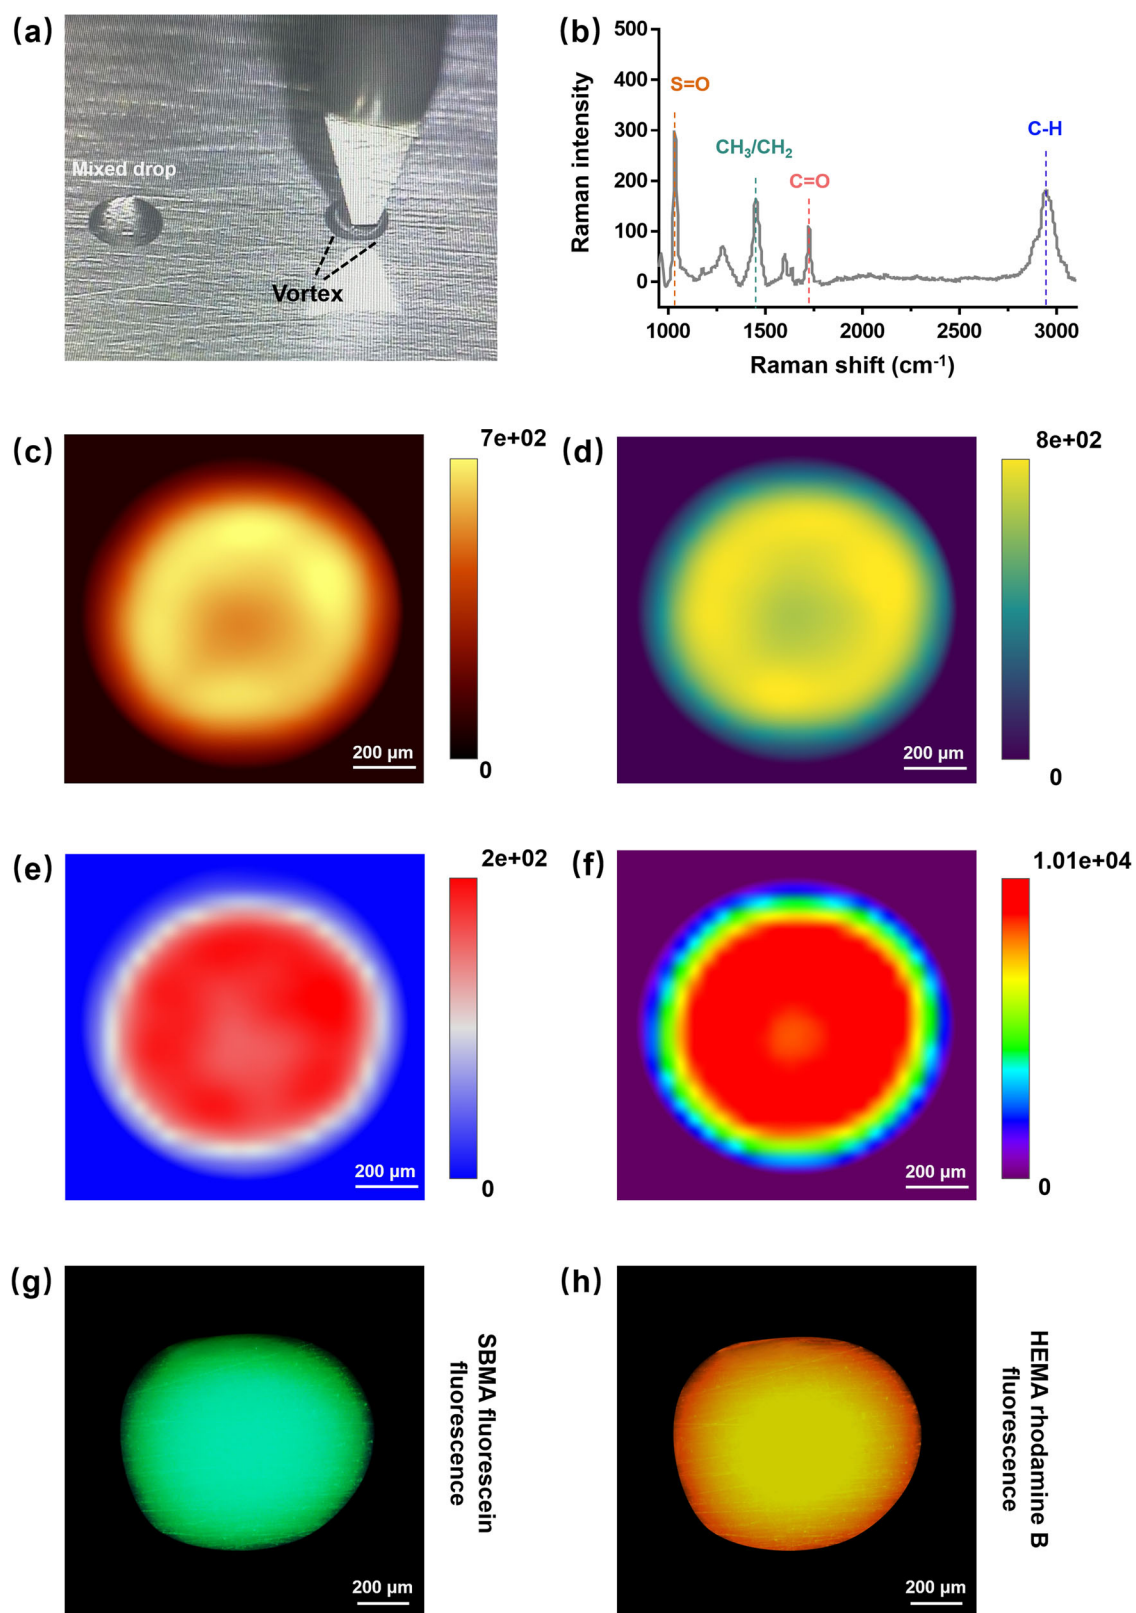 (a)
Mixed drop
Vortex
(b)
500
400
300
200
100
0
Raman intensity
S=O
CH₃/CH₂
C=O
C-H
1000 1500 2000 2500 3000
Raman shift (cm⁻¹)
(c)
7e+02
0
200 μm
(d)
8e+02
0
200 μm
(e)
2e+02
0
200 μm
(f)
1.01e+04
0
200 μm
(g)
SBMA fluorescein
fluorescence
200 μm
(h)
HEMA rhodamine B
fluorescence
200 μm